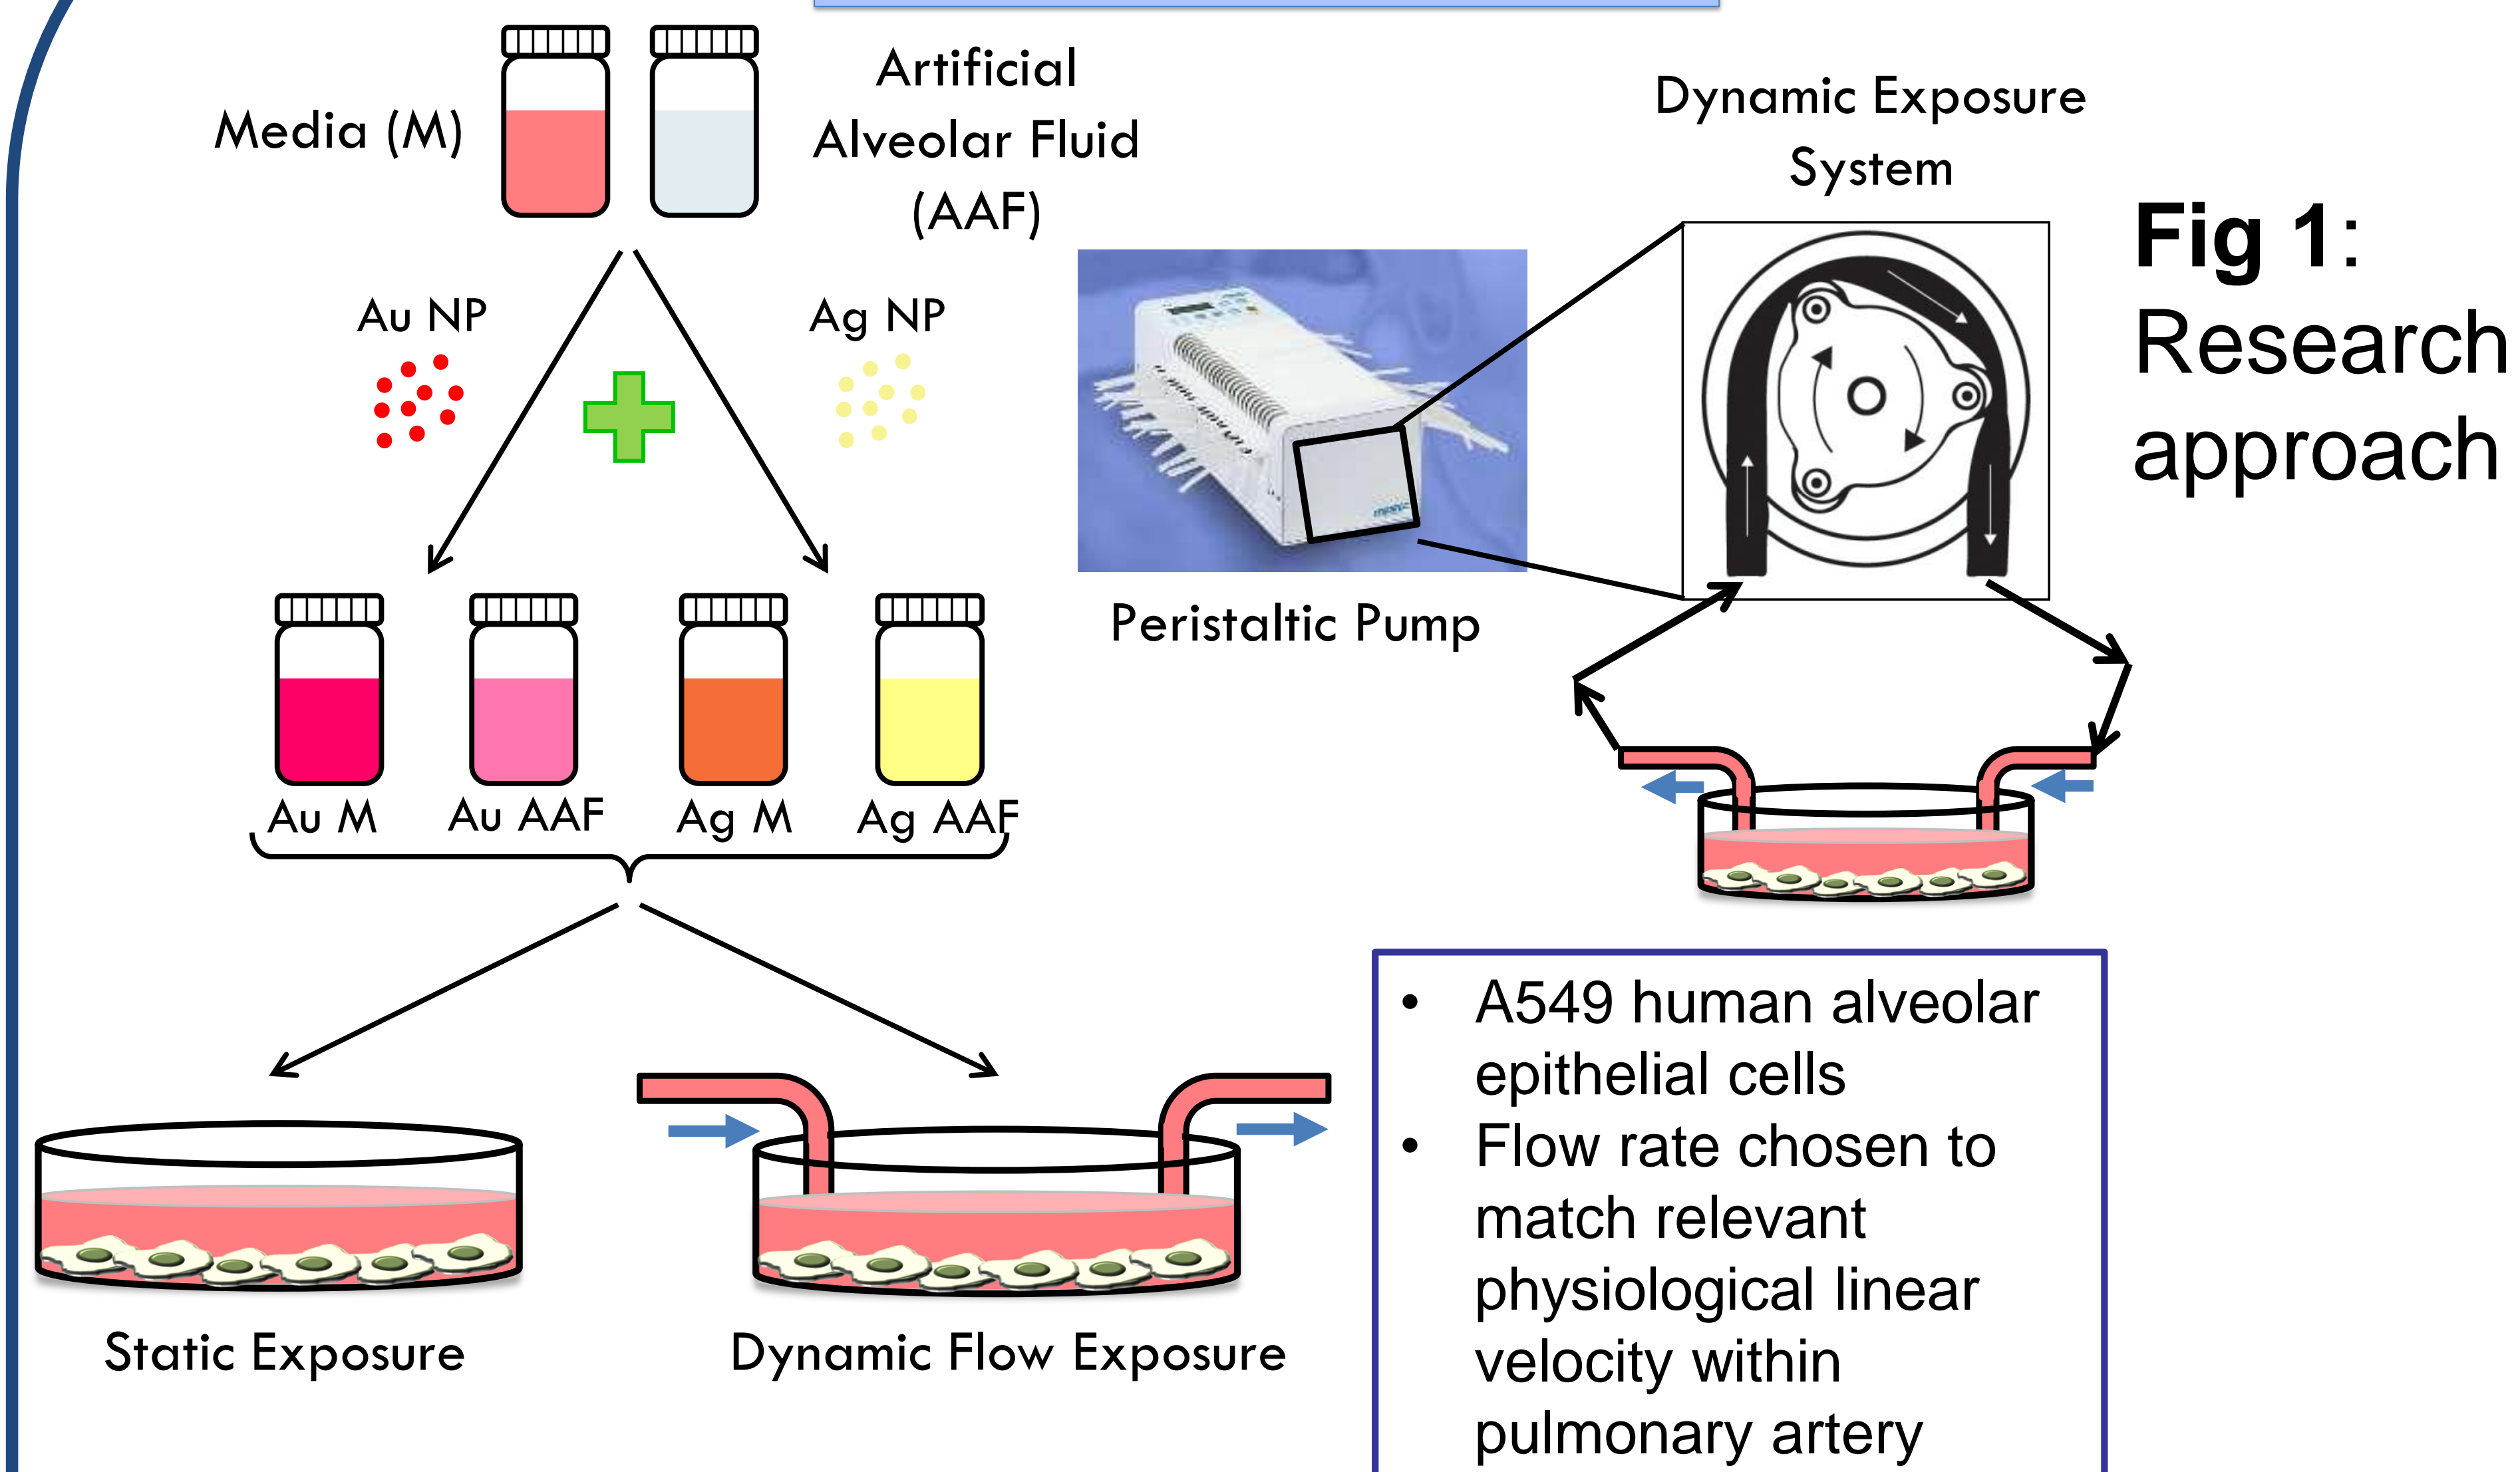 Media (M)
Artificial
Alveolar Fluid
(AAF)
Dynamic Exposure
System
Fig 1:
Research
approach
Au NP
Ag NP
Peristaltic Pump
Au M
Au AAF
Ag M
Ag AAF
Static Exposure
Dynamic Flow Exposure
• A549 human alveolar
epithelial cells
• Flow rate chosen to
match relevant
physiological linear
velocity within
pulmonary artery